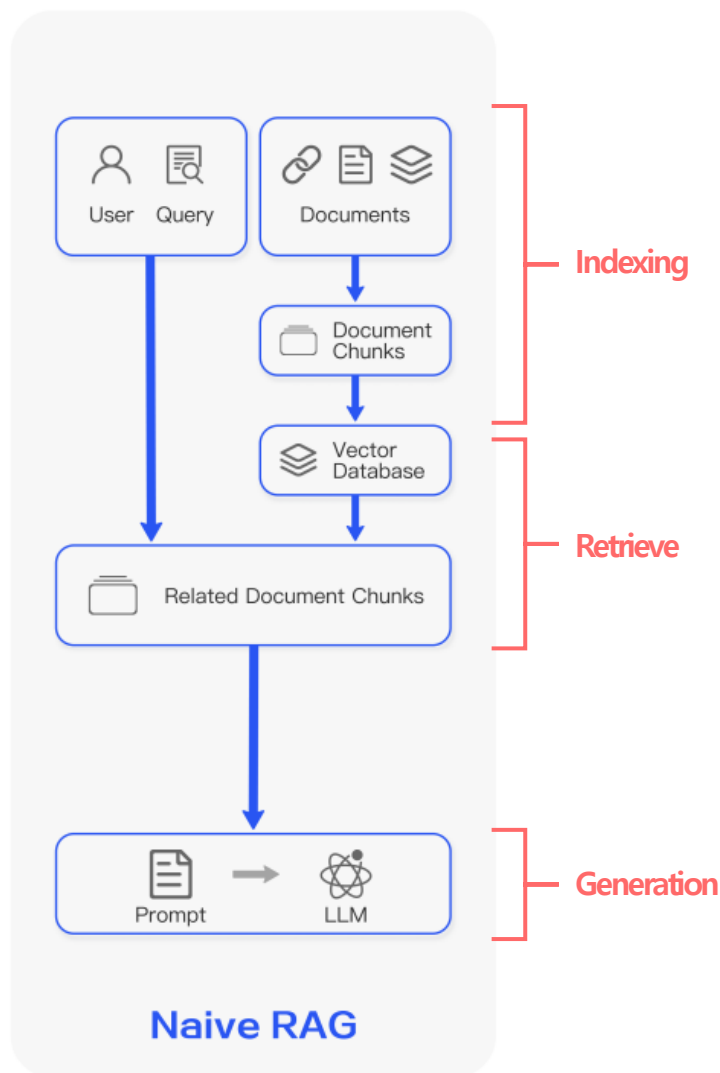 User Query
Documents
Indexing
Document
Chunks
Vector
Database
Retrieve
Related Document Chunks
Generation
Prompt
LLM
Naive RAG